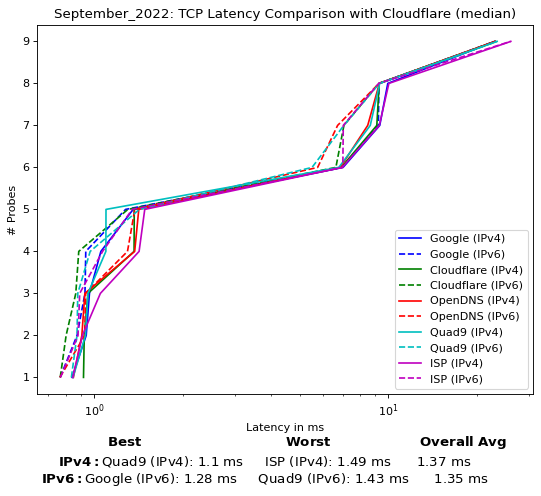 September_2022: TCP Latency Comparison with Cloudflare (median)
9
8
7
6
5
4
3
2
1
# Probes
Google (IPv4)
Google (IPv6)
Cloudflare (IPv4)
Cloudflare (IPv6)
OpenDNS (IPv4)
OpenDNS (IPv6)
Quad9 (IPv4)
Quad9 (IPv6)
ISP (IPv4)
ISP (IPv6)
10⁰ 10¹
Latency in ms
Best Worst Overall Avg
IPv4: Quad9 (IPv4): 1.1 ms ISP (IPv4): 1.49 ms 1.37 ms
IPv6: Google (IPv6): 1.28 ms Quad9 (IPv6): 1.43 ms 1.35 ms